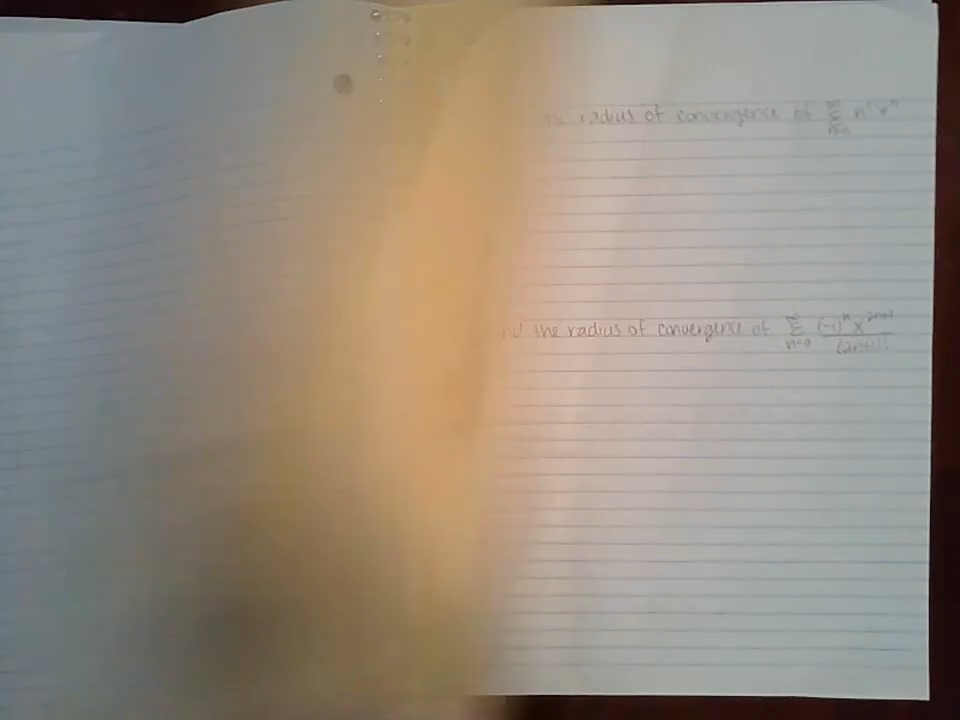 radius of convergence of ∞ Σ n=0 n! xⁿ
the radius of convergence of ∞ Σ n=0 (-1)ⁿ x²ⁿ⁺¹ / (2n+1)!